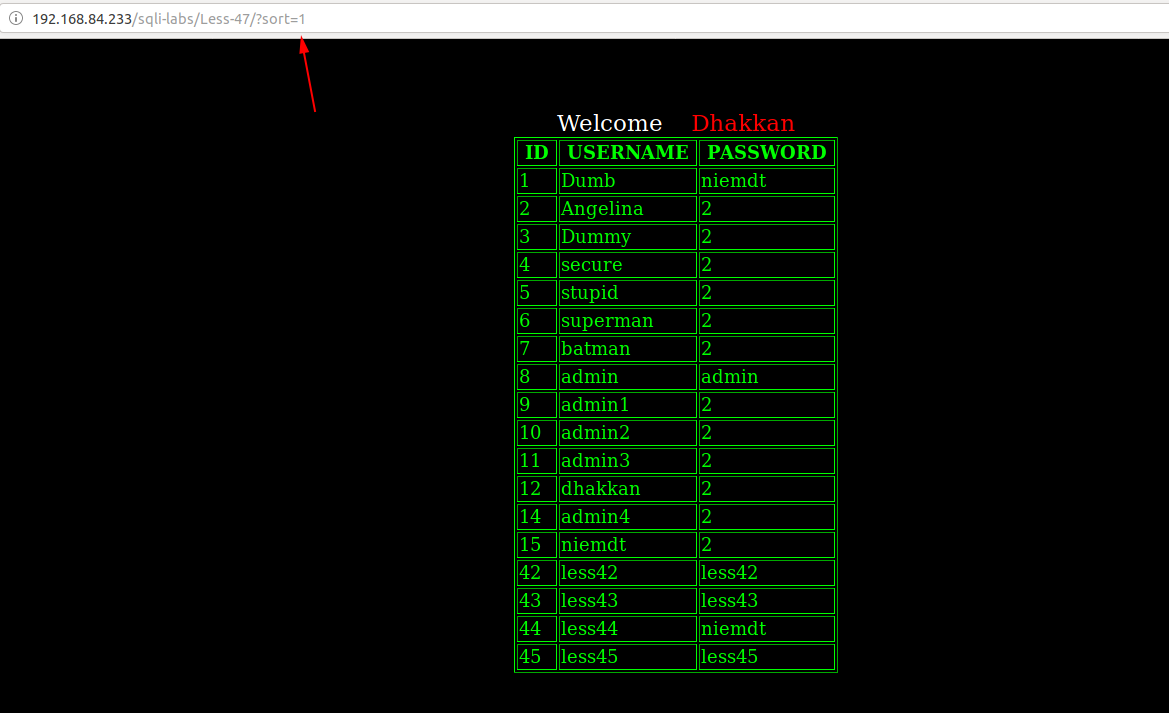 192.168.84.233/sqli-labs/Less-47/?sort=1
Welcome Dhakkan
ID USERNAME PASSWORD
1 Dumb niemdt
2 Angelina 2
3 Dummy 2
4 secure 2
5 stupid 2
6 superman 2
7 batman 2
8 admin admin
9 admin1 2
10 admin2 2
11 admin3 2
12 dhakkan 2
14 admin4 2
15 niemdt 2
42 less42 less42
43 less43 less43
44 less44 niemdt
45 less45 less45